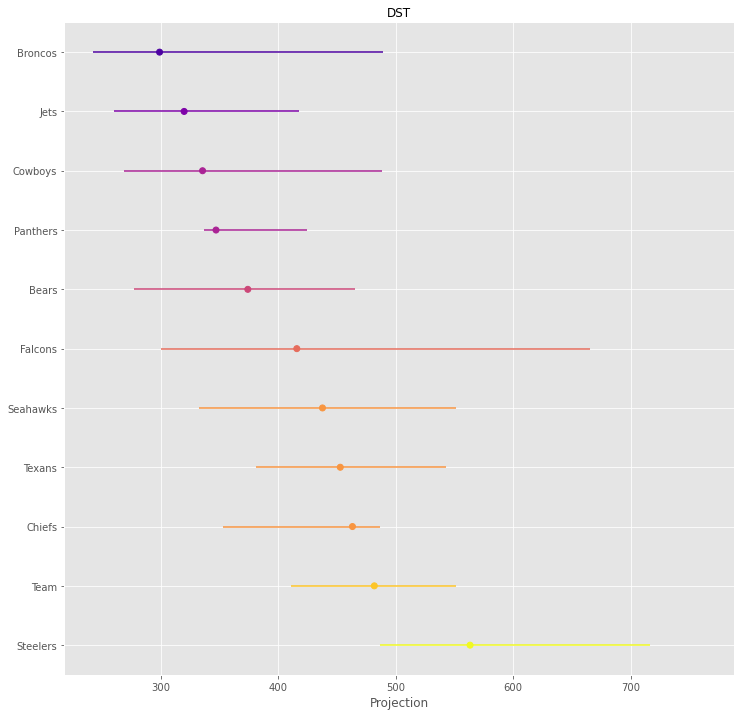 DST
Broncos
Jets
Cowboys
Panthers
Bears
Falcons
Seahawks
Texans
Chiefs
Team
Steelers
300 400 500 600 700
Projection